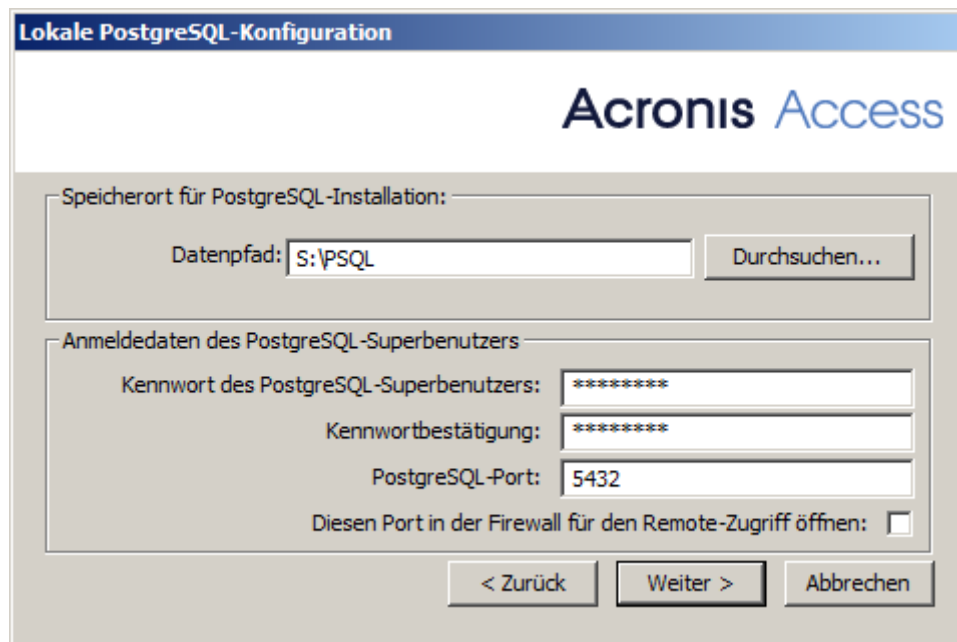 Lokale PostgreSQL-Konfiguration
Acronis Access
Speicherort für PostgreSQL-Installation:
Datenpfad: S:\PSQL Durchsuchen...
Anmeldedaten des PostgreSQL-Superbenutzers
Kennwort des PostgreSQL-Superbenutzers: ********
Kennwortbestätigung: ********
PostgreSQL-Port: 5432
Diesen Port in der Firewall für den Remote-Zugriff öffnen:
< Zurück Weiter > Abbrechen